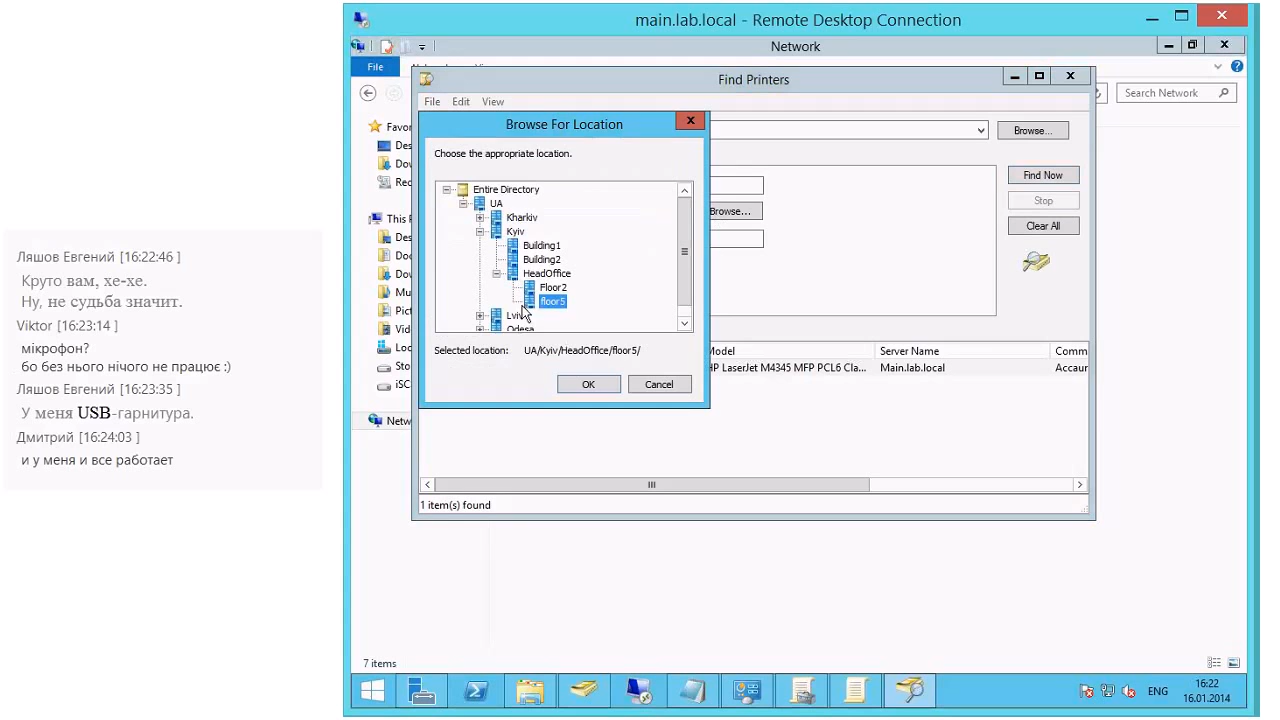 main.lab.local - Remote Desktop Connection
Network
File
Find Printers
Search Network
File Edit View
Browse For Location
Browse...
Choose the appropriate location.
Entire Directory
UA
Kharkiv
Kyiv
Building1
Building2
HeadOffice
Floor2
floor5
Odesa
Find Now
Stop
Browse...
Clear All
Selected location: UA/Kyiv/HeadOffice/floor5/
OK Cancel
Server Name
HP LaserJet M4345 MFP PCL6 Cla... Main.lab.local
1 item(s) found
7 items
ENG
16:22
16.01.2014
Ляшов Евгений [16:22:46 ]
Круто вам, хе-хе.
Ну, не судьба значит.
Viktor [16:23:14 ]
мікрофон?
бо без нього нічого не працює :)
Ляшов Евгений [16:23:35 ]
У меня USB-гарнитура.
Дмитрий [16:24:03 ]
и у меня и все работает